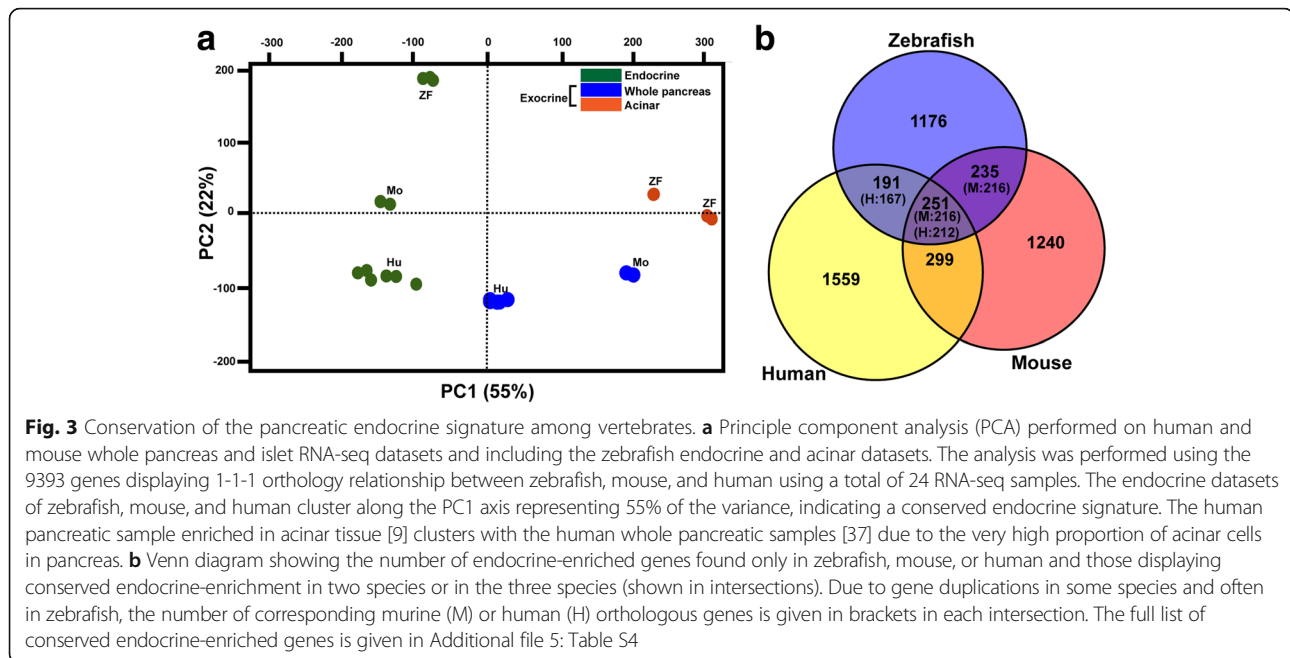 a
-300 -200 -100 0 100 200 300
200
100
0
-100
-200
PC2 (22%)
PC1 (55%)
ZF
Mo
Hu
Hu
Mo
ZF
ZF
Endocrine
Exocrine
Whole pancreas
Acinar
b
Zebrafish
1176
191
(H:167)
235
(M:216)
251
(M:216)
(H:212)
299
1240
1559
Human
Mouse
Fig. 3 Conservation of the pancreatic endocrine signature among vertebrates. a Principle component analysis (PCA) performed on human and
mouse whole pancreas and islet RNA-seq datasets and including the zebrafish endocrine and acinar datasets. The analysis was performed using the
9393 genes displaying 1-1-1 orthology relationship between zebrafish, mouse, and human using a total of 24 RNA-seq samples. The endocrine datasets
of zebrafish, mouse, and human cluster along the PC1 axis representing 55% of the variance, indicating a conserved endocrine signature. The human
pancreatic sample enriched in acinar tissue [9] clusters with the human whole pancreatic samples [37] due to the very high proportion of acinar cells
in pancreas. b Venn diagram showing the number of endocrine-enriched genes found only in zebrafish, mouse, or human and those displaying
conserved endocrine-enrichment in two species or in the three species (shown in intersections). Due to gene duplications in some species and often
in zebrafish, the number of corresponding murine (M) or human (H) orthologous genes is given in brackets in each intersection. The full list of
conserved endocrine-enriched genes is given in Additional file 5: Table S4